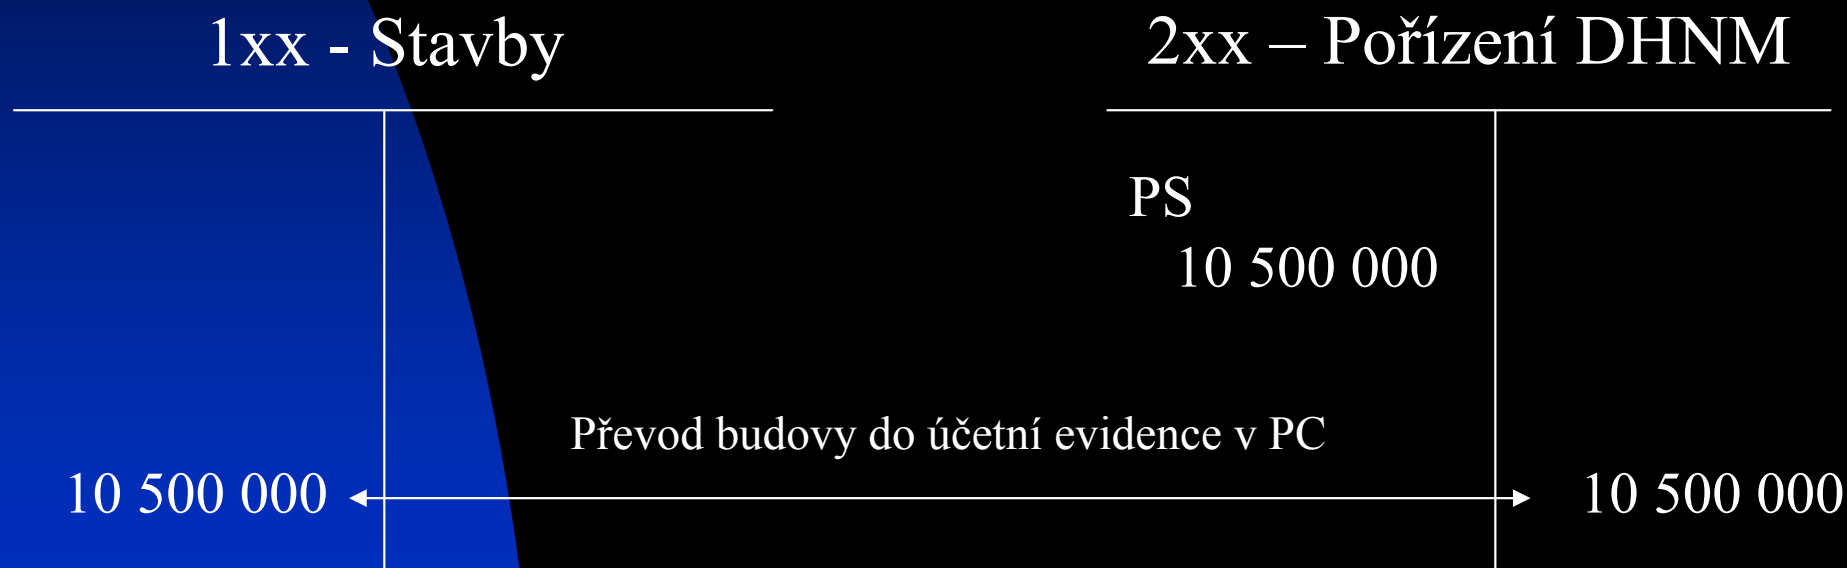 1xx - Stavby
2xx – Pořízení DHNM
PS
10 500 000
Převod budovy do účetní evidence v PC
10 500 000
10 500 000